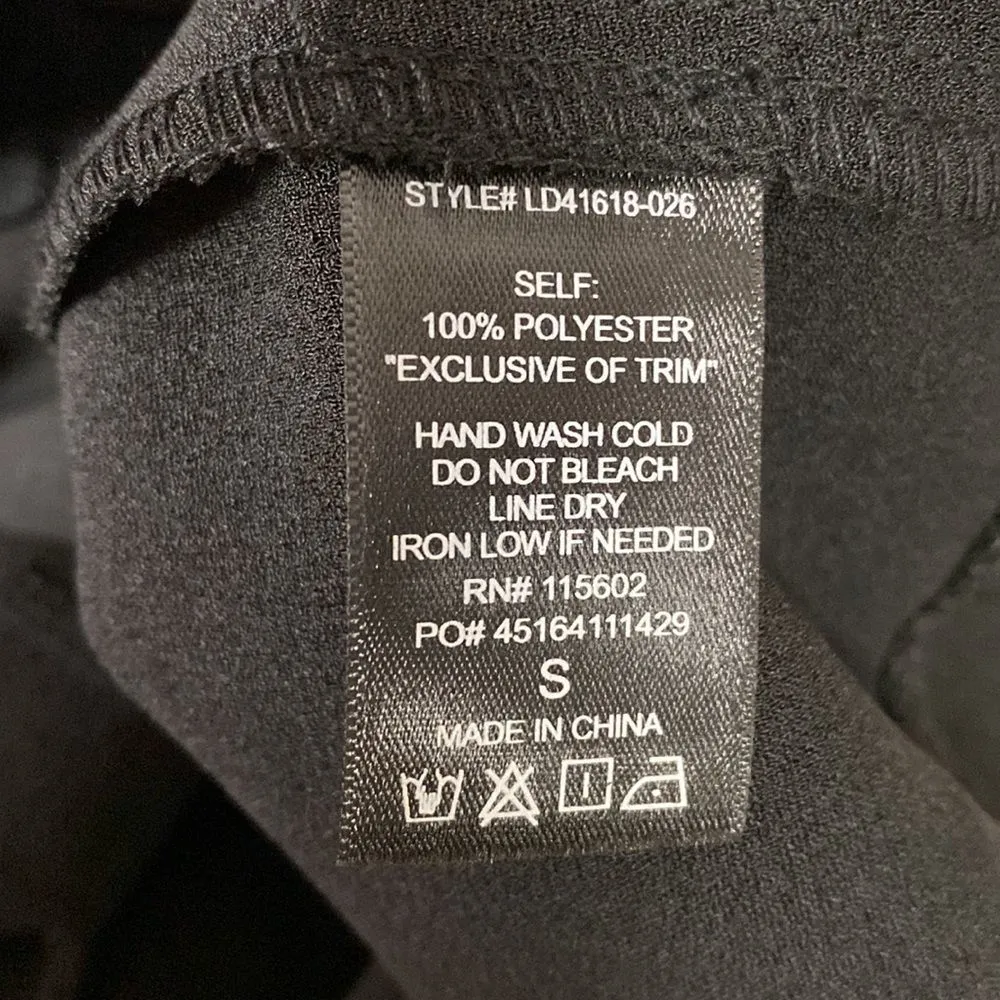 STYLE# LD41618-026
SELF:
100% POLYESTER
"EXCLUSIVE OF TRIM"
HAND WASH COLD
DO NOT BLEACH
LINE DRY
IRON LOW IF NEEDED
RN# 115602
PO# 45164111429
S
MADE IN CHINA